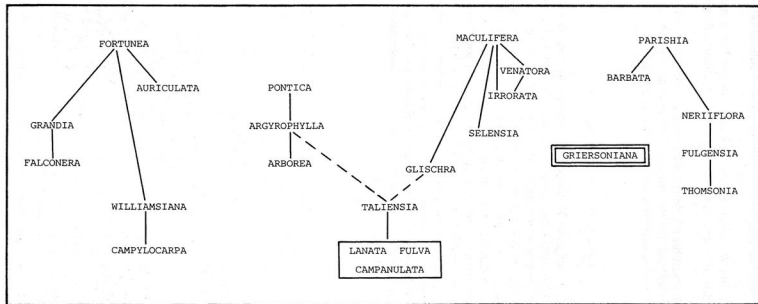 FORTUNEA
MACULIFERA
PARISHIA
VENATORA
BARBATA
AURICULATA
PONTICA
IRRORATA
GRANDIA
ARGYROPHYLLA
SELENSIA
NERIIFLORA
FALCONERA
ARBOREA
GLISCHRA
GRIERSONIANA
FULGENSIA
THOMSONIA
WILLIAMSIANA
TALIENSIA
CAMPYLOCARPA
LANATA FULVA
CAMPANULATA